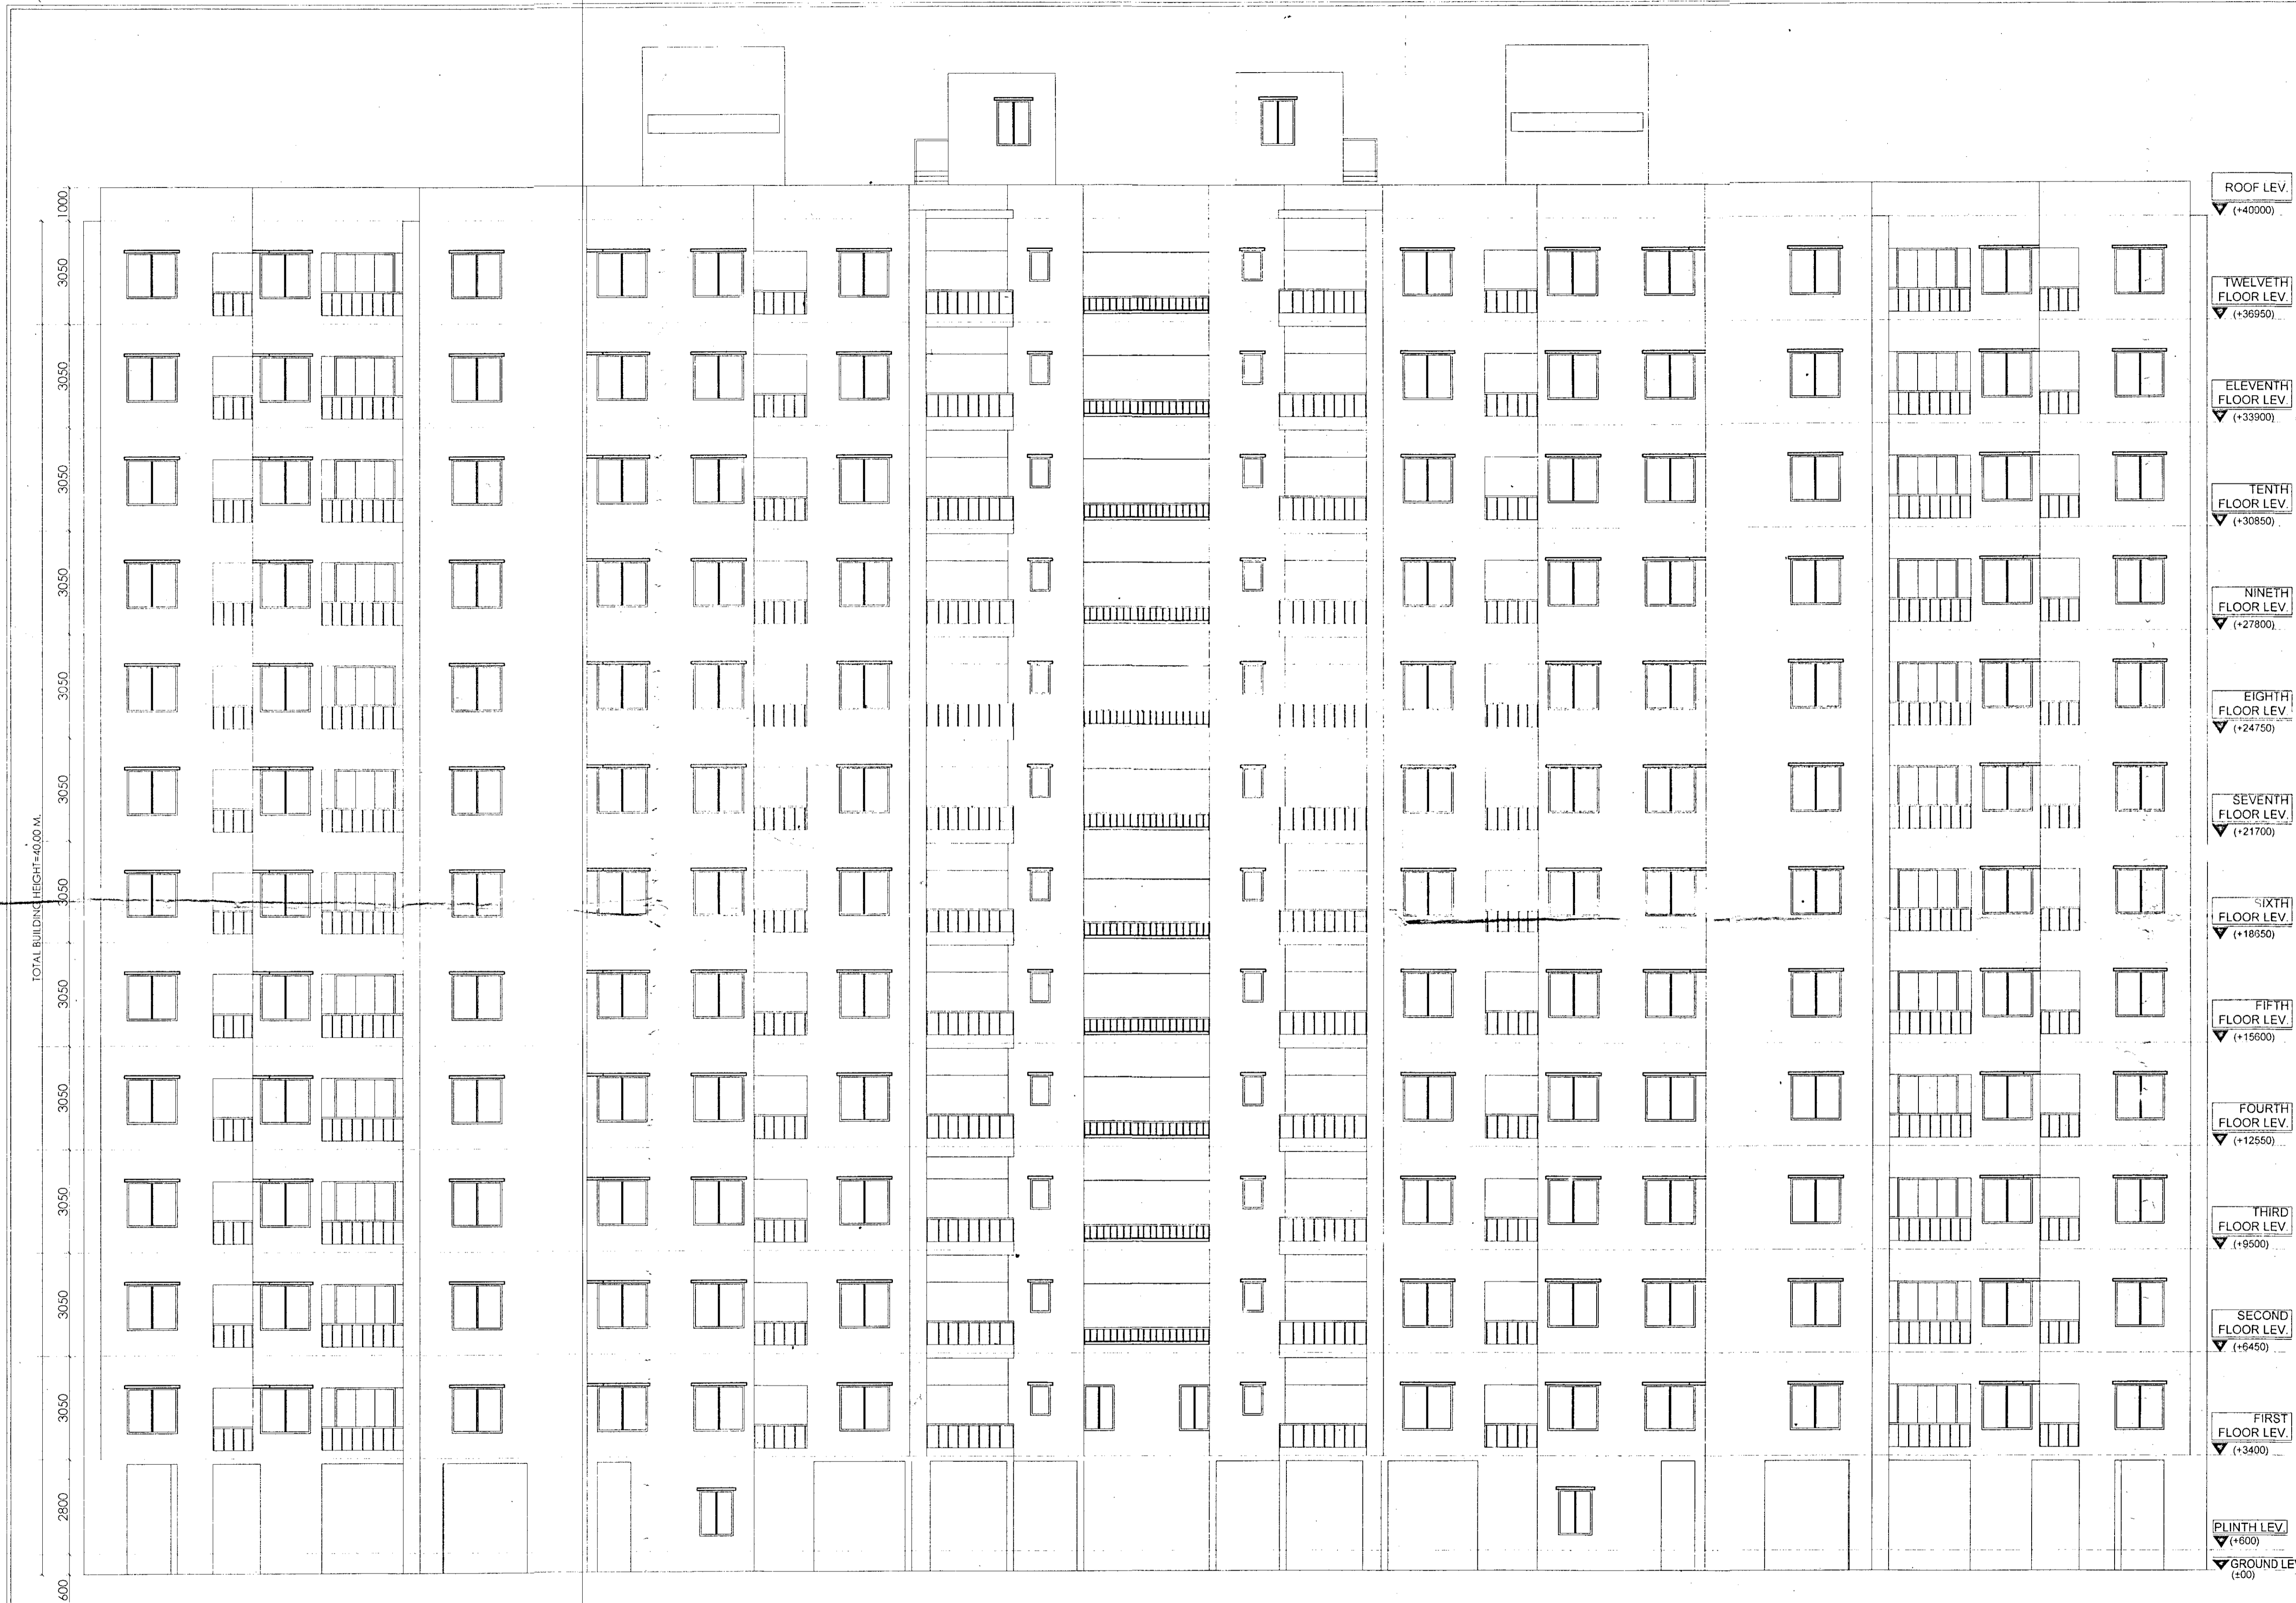 TOTAL BUILDING HEIGHT=40.00 M.
1000
3050
3050
3050
3050
3050
3050
3050
3050
3050
3050
3050
3050
2800
600
ROOF LEV.
(+40000)
TWELVETH
FLOOR LEV.
(+36950)
ELEVENTH
FLOOR LEV.
(+33900)
TENTH
FLOOR LEV.
(+30850)
NINETH
FLOOR LEV.
(+27800)
EIGHTH
FLOOR LEV.
(+24750)
SEVENTH
FLOOR LEV.
(+21700)
SIXTH
FLOOR LEV.
(+18650)
FIFTH
FLOOR LEV.
(+15600)
FOURTH
FLOOR LEV.
(+12550)
THIRD
FLOOR LEV.
(+9500)
SECOND
FLOOR LEV.
(+6450)
FIRST
FLOOR LEV.
(+3400)
PLINTH LEV.
(+600)
GROUND LEV
(±00)